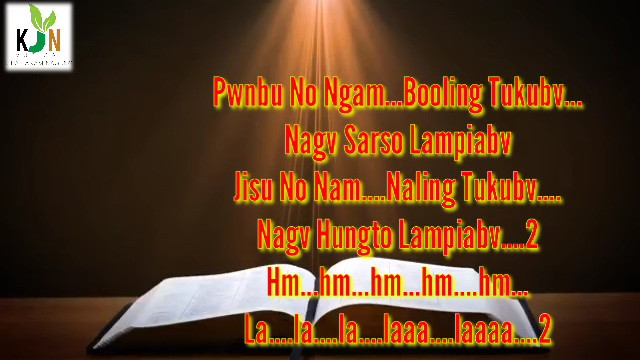 KJN
Pwnbu No Ngam...Booling Tukubv...
Nagv Sarso Lampiabv
Jisu No Nam....Naling Tukubv....
Nagv Hungto Lampiabv....2
Hm...hm...hm...hm....hm...
La....la....la....laaa....laaaa....2